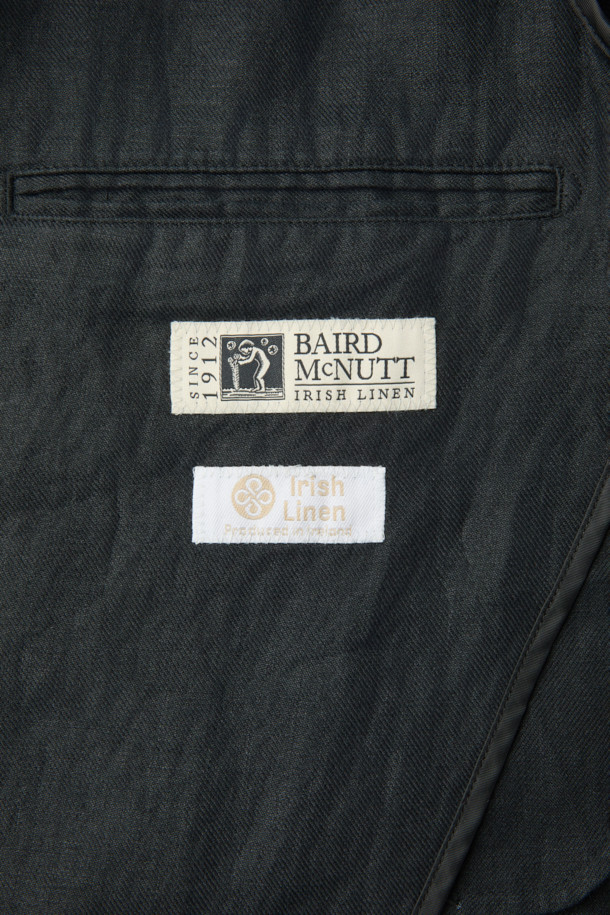 SINCE
1912
BAIRD
McNUTT
IRISH LINEN
Irish
Linen
Produced in Ireland